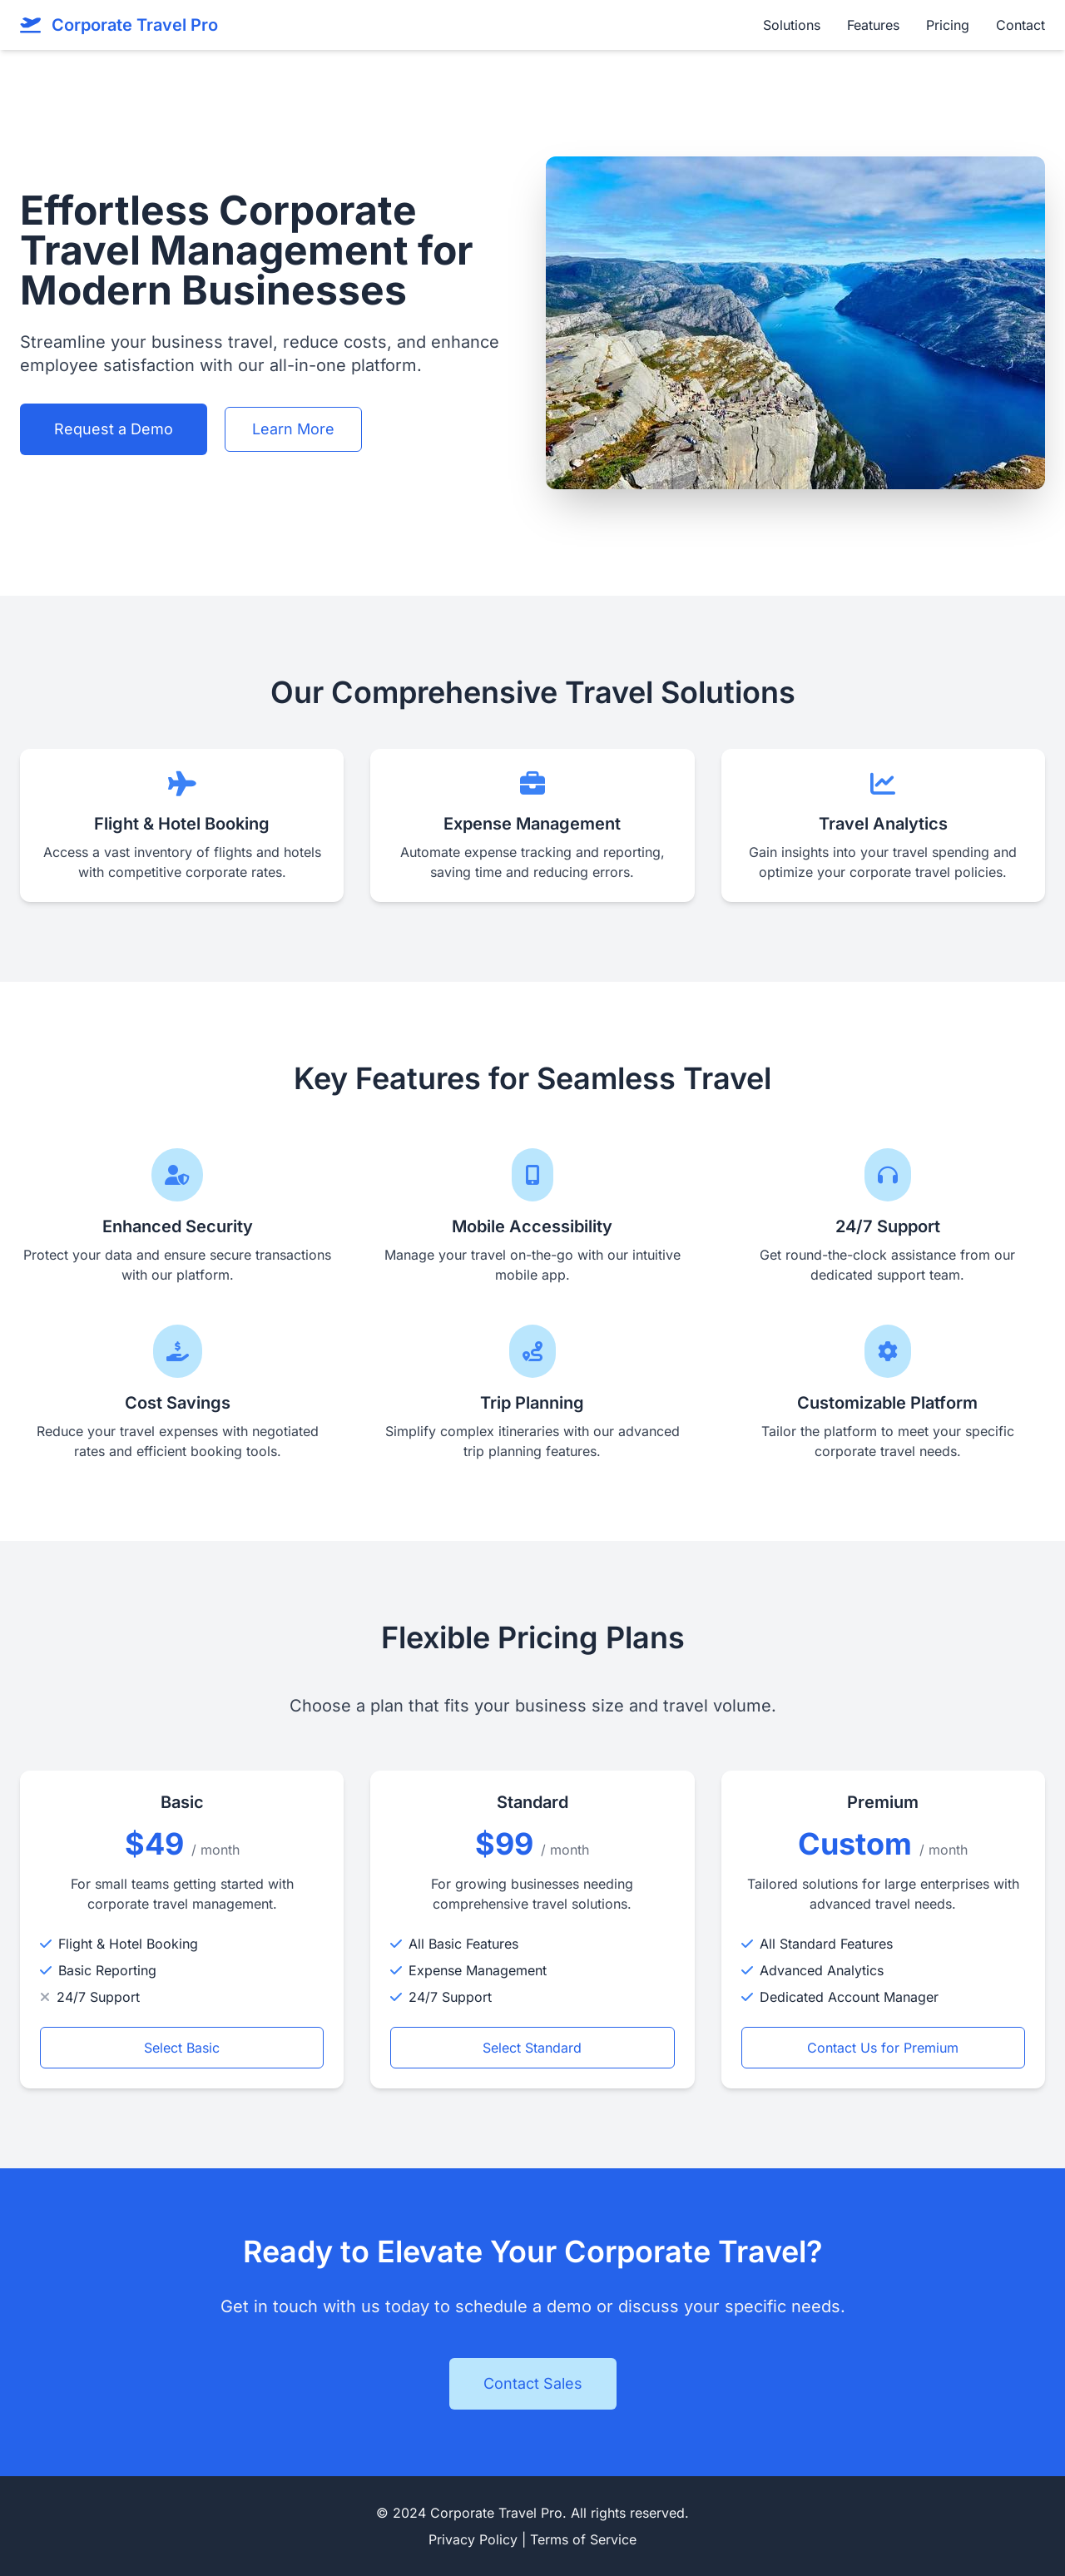 Corporate Travel Pro
Solutions
Features
Pricing
Contact
Effortless Corporate
Travel Management for
Modern Businesses
Streamline your business travel, reduce costs, and enhance
employee satisfaction with our all-in-one platform.
Request a Demo
Learn More
Our Comprehensive Travel Solutions
Flight & Hotel Booking
Access a vast inventory of flights and hotels
with competitive corporate rates.
Expense Management
Automate expense tracking and reporting,
saving time and reducing errors.
Travel Analytics
Gain insights into your travel spending and
optimize your corporate travel policies.
Key Features for Seamless Travel
Enhanced Security
Protect your data and ensure secure transactions
with our platform.
Mobile Accessibility
Manage your travel on-the-go with our intuitive
mobile app.
24/7 Support
Get round-the-clock assistance from our
dedicated support team.
Cost Savings
Reduce your travel expenses with negotiated
rates and efficient booking tools.
Trip Planning
Simplify complex itineraries with our advanced
trip planning features.
Customizable Platform
Tailor the platform to meet your specific
corporate travel needs.
Flexible Pricing Plans
Choose a plan that fits your business size and travel volume.
Basic
$49 / month
For small teams getting started with
corporate travel management.
Flight & Hotel Booking
Basic Reporting
24/7 Support
Select Basic
Standard
$99 / month
For growing businesses needing
comprehensive travel solutions.
All Basic Features
Expense Management
24/7 Support
Select Standard
Premium
Custom / month
Tailored solutions for large enterprises with
advanced travel needs.
All Standard Features
Advanced Analytics
Dedicated Account Manager
Contact Us for Premium
Ready to Elevate Your Corporate Travel?
Get in touch with us today to schedule a demo or discuss your specific needs.
Contact Sales
© 2024 Corporate Travel Pro. All rights reserved.
Privacy Policy | Terms of Service